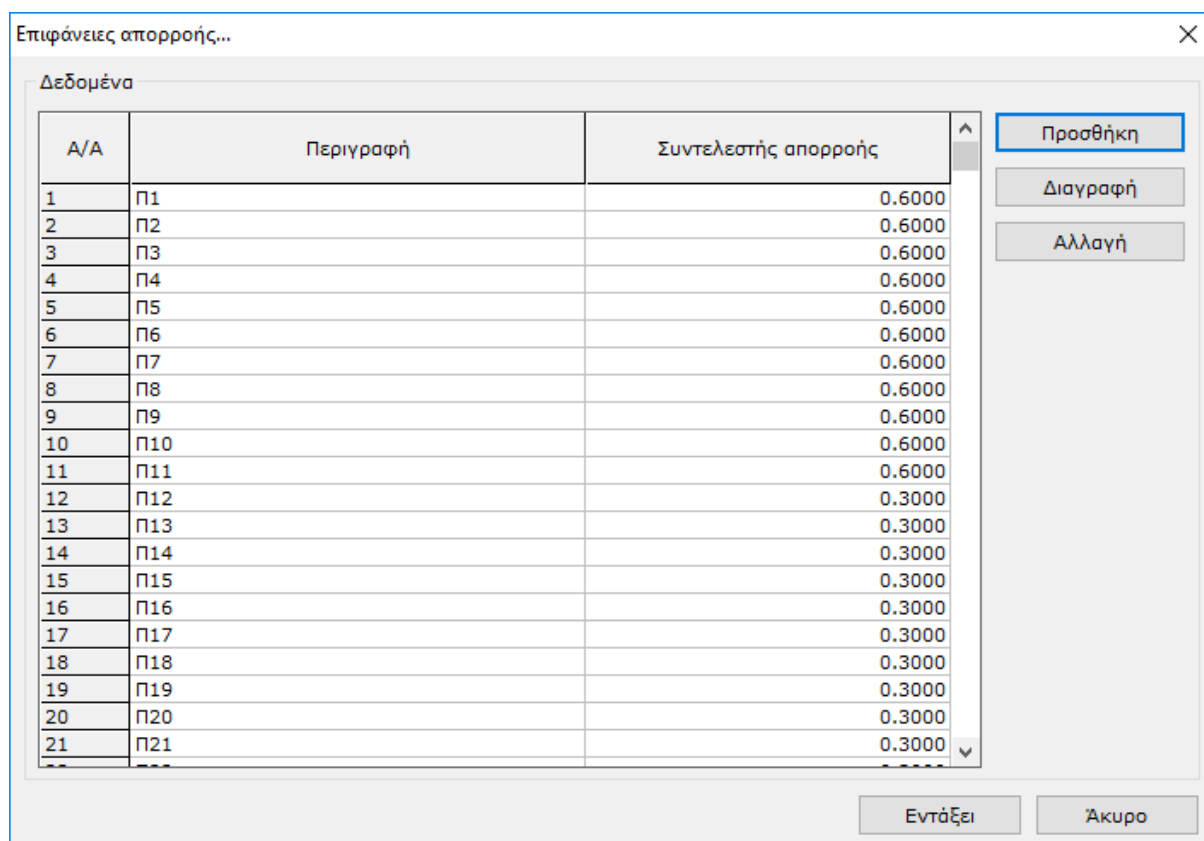 Επιφάνειες απορροής...
Δεδομένα
Α/Α Περιγραφή Συντελεστής απορροής
1 Π1 0.6000
2 Π2 0.6000
3 Π3 0.6000
4 Π4 0.6000
5 Π5 0.6000
6 Π6 0.6000
7 Π7 0.6000
8 Π8 0.6000
9 Π9 0.6000
10 Π10 0.6000
11 Π11 0.6000
12 Π12 0.3000
13 Π13 0.3000
14 Π14 0.3000
15 Π15 0.3000
16 Π16 0.3000
17 Π17 0.3000
18 Π18 0.3000
19 Π19 0.3000
20 Π20 0.3000
21 Π21 0.3000
Προσθήκη
Διαγραφή
Αλλαγή
Εντάξει Άκυρο